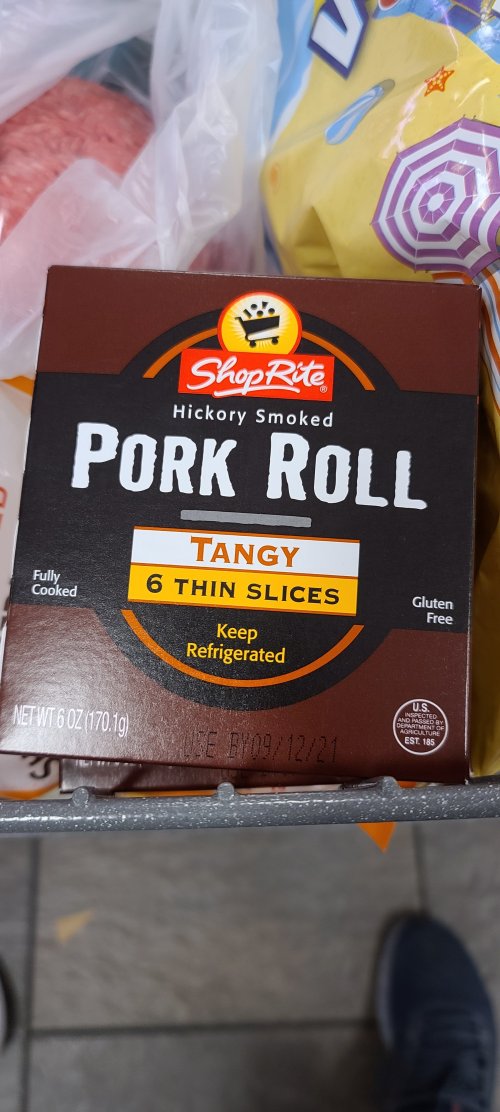 ShopRite®
Hickory Smoked
PORK ROLL
TANGY
6 THIN SLICES
Fully
Cooked
Gluten
Free
Keep
Refrigerated
NET WT 6 OZ (170.1g)
U.S.
INSPECTED
AND PASSED BY
DEPARTMENT OF
AGRICULTURE
EST. 185
USE BY09/12/21